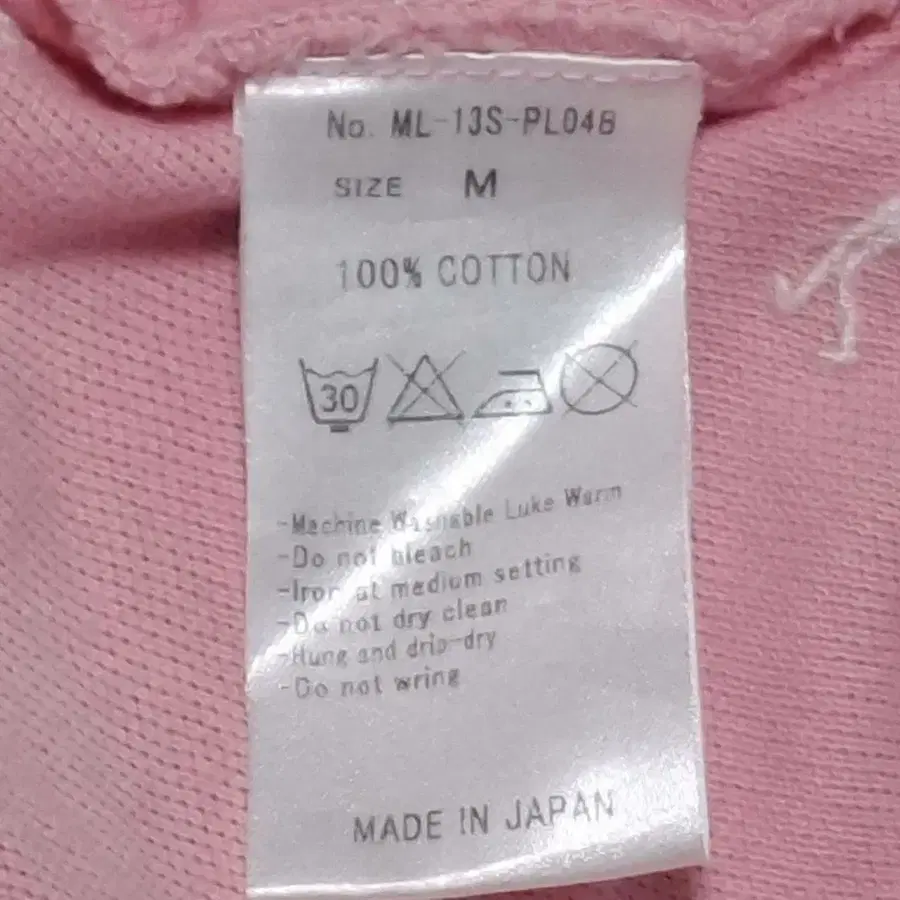 No. ML-13S-PL04B
SIZE M
100% COTTON
30
-Machine Washable Luke Warm
-Do not bleach
-Iron at medium setting
-Do not dry clean
-Hung and drip-dry
-Do not wring
MADE IN JAPAN